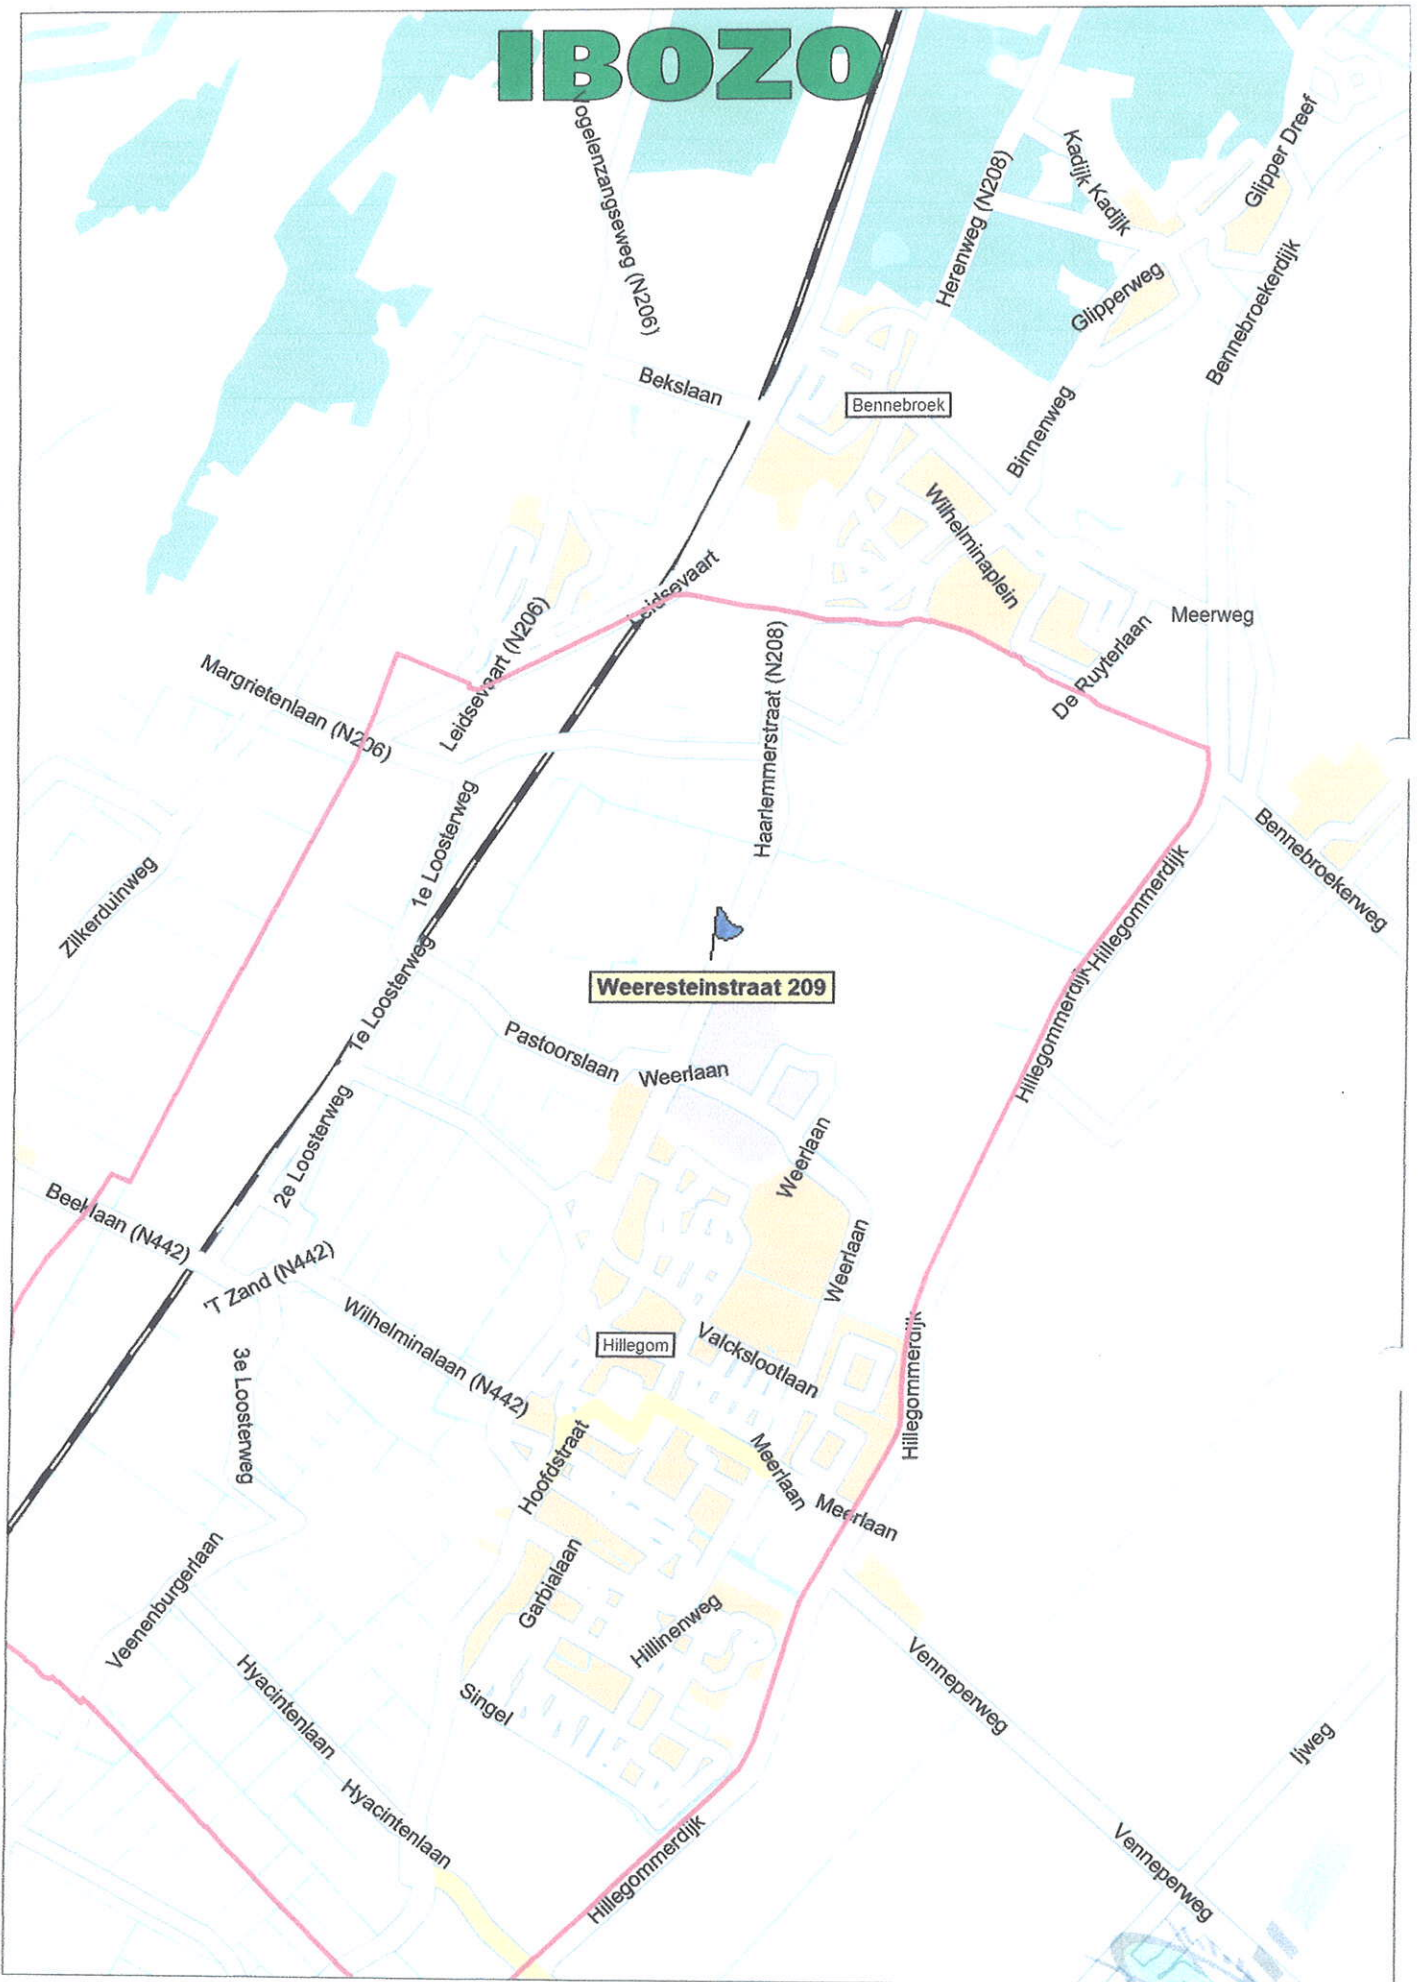 IBOZO
Vogelenzangseweg (N206)
Kadijk Kadijk
Glipper Dreef
Herenweg (N208)
Glipperweg
Bennebroekerdijk
Bekslaan
Bennebroek
Binnenweg
Wilhelminaplein
Leidsevaart
Meerweg
De Ruyterlaan
Leidsevaart (N206)
Margrietenlaan (N206)
Haarlemmerstraat (N208)
1e Loosterweg
Bennebroekerweg
Zilkerduinweg
Hillegommerdijk
Weeresteinstraat 209
1e Loosterweg
Hillegommerdijk
Pastoorslaan
Weerlaan
2e Loosterweg
Weerlaan
Beeklaan (N442)
Weerlaan
'T Zand (N442)
Wilhelminalaan (N442)
Hillegom
Valckslootlaan
Hillegommerdijk
3e Loosterweg
Hoofdstraat
Meerlaan
Meerlaan
Veenenburgerlaan
Garbialaan
Hillinenweg
Hyacintenlaan
Singel
Venneperweg
Ijweg
Hyacintenlaan
Hillegommerdijk
Venneperweg